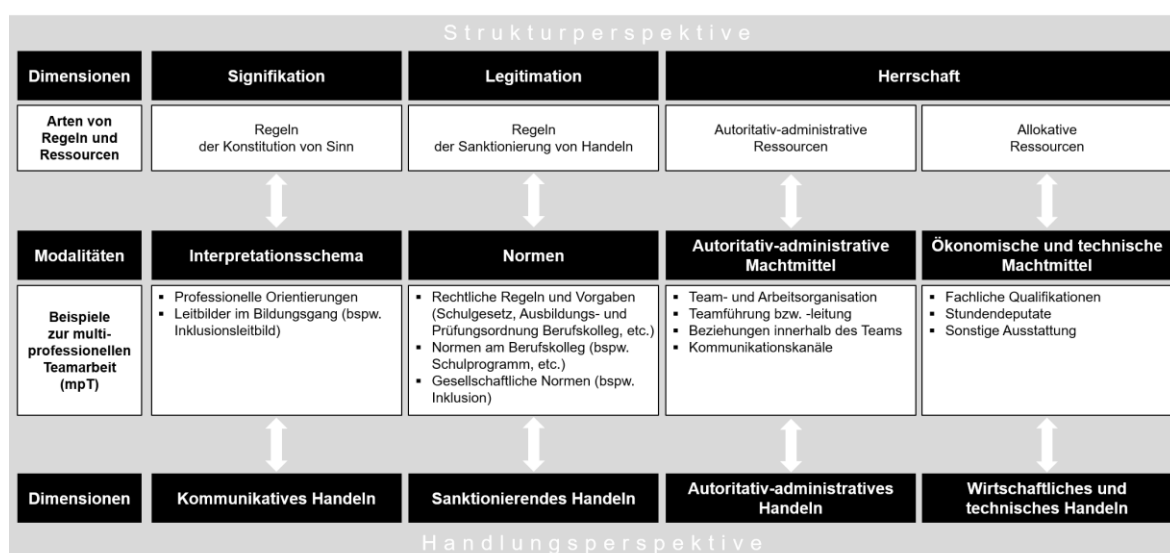 Strukturperspektive
Dimensionen
Signifikation
Legitimation
Herrschaft
Arten von
Regeln und
Ressourcen
Regeln
der Konstitution von Sinn
Regeln
der Sanktionierung von Handeln
Autoritativ-administrative
Ressourcen
Allokative
Ressourcen
Modalitäten
Interpretationsschema
Normen
Autoritativ-administrative
Machtmittel
Ökonomische und technische
Machtmittel
Beispiele
zur multi-
professionellen
Teamarbeit
(mpT)
▪ Professionelle Orientierungen
▪ Leitbilder im Bildungsgang (bspw.
Inklusionsleitbild)
▪ Rechtliche Regeln und Vorgaben
(Schulgesetz, Ausbildungs- und
Prüfungsordnung Berufskolleg, etc.)
▪ Normen am Berufskolleg (bspw.
Schulprogramm, etc.)
▪ Gesellschaftliche Normen (bspw.
Inklusion)
▪ Team- und Arbeitsorganisation
▪ Teamführung bzw. -leitung
▪ Beziehungen innerhalb des Teams
▪ Kommunikationskanäle
▪ Fachliche Qualifikationen
▪ Stundendeputate
▪ Sonstige Ausstattung
Dimensionen
Kommunikatives Handeln
Sanktionierendes Handeln
Autoritativ-administratives
Handeln
Wirtschaftliches und
technisches Handeln
Handlungsperspektive